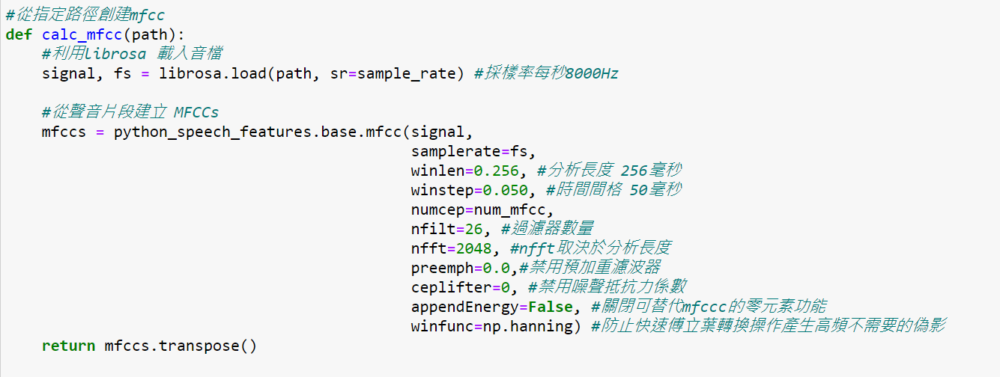 #從指定路徑創建mfcc
def calc_mfcc(path):
    #利用Librosa 載入音檔
    signal, fs = librosa.load(path, sr=sample_rate) #採樣率每秒8000Hz

    #從聲音片段建立 MFCCs
    mfccs = python_speech_features.base.mfcc(signal,
                                             samplerate=fs,
                                             winlen=0.256, #分析長度 256毫秒
                                             winstep=0.050, #時間間格 50毫秒
                                             numcep=num_mfcc,
                                             nfilt=26, #過濾器數量
                                             nfft=2048, #nfft取決於分析長度
                                             preemph=0.0,#禁用預加重濾波器
                                             ceplifter=0, #禁用噪聲抵抗力係數
                                             appendEnergy=False, #關閉可替代mfccc的零元素功能
                                             winfunc=np.hanning) #防止快速傅立葉轉換操作產生高頻不需要的偽影
    return mfccs.transpose()